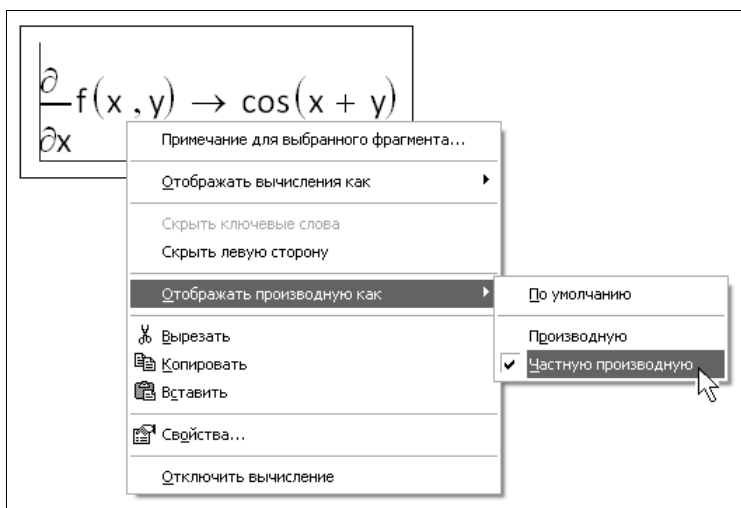 ∂
∂x f(x , y) → cos(x + y)
Примечание для выбранного фрагмента...
Отображать вычисления как
Скрыть ключевые слова
Скрыть левую сторону
Отображать производную как
По умолчанию
Производную
Частную производную
Вырезать
Копировать
Вставить
Свойства...
Отключить вычисление